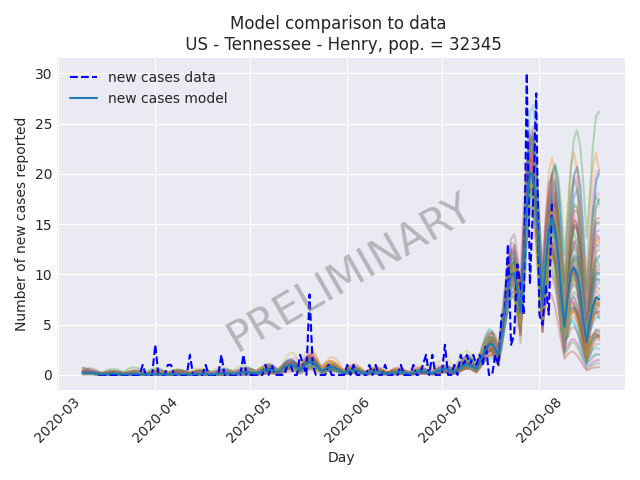 Model comparison to data
US - Tennessee - Henry, pop. = 32345
new cases data
new cases model
PRELIMINARY
Number of new cases reported
30
25
20
15
10
5
0
2020-03
2020-04
2020-05
2020-06
2020-07
2020-08
Day